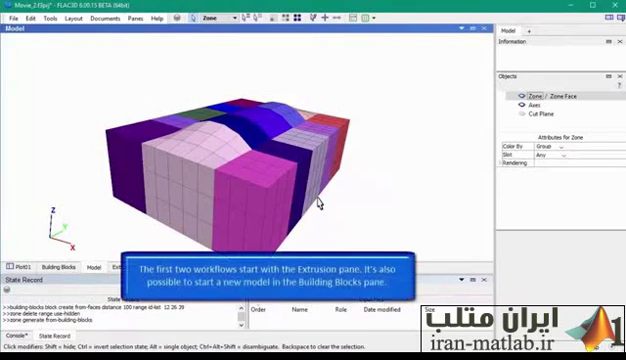 Movie_2.f3prj* - FLAC3D 6.00.15 BETA (64bit)
File Edit Tools Layout Documents Python Panes Plot Help Zone
Model
Model
Information
Objects
Zone / Zone Face
Axes
Cut Plane
Attributes for Zone
Color By Group
Slot Any
Rendering
Z
Y
X
The first two workflows start with the Extrusion pane. It's also
possible to start a new model in the Building Blocks pane.
Plot01 Building Blocks Model
State Record
>building-blocks block create from-faces distance 100 range id-list 12 26 39
>zone delete range use-hidden
>zone generate from-building-blocks
Order Name Date modified Size
Console* State Record
Click modifiers: Shift = hide; Ctrl = invert selection state; Alt = single object; Ctrl+Alt+Shift = disambiguate. Backspace to clear the selection.
ایران متلب
iran-matlab.ir
1